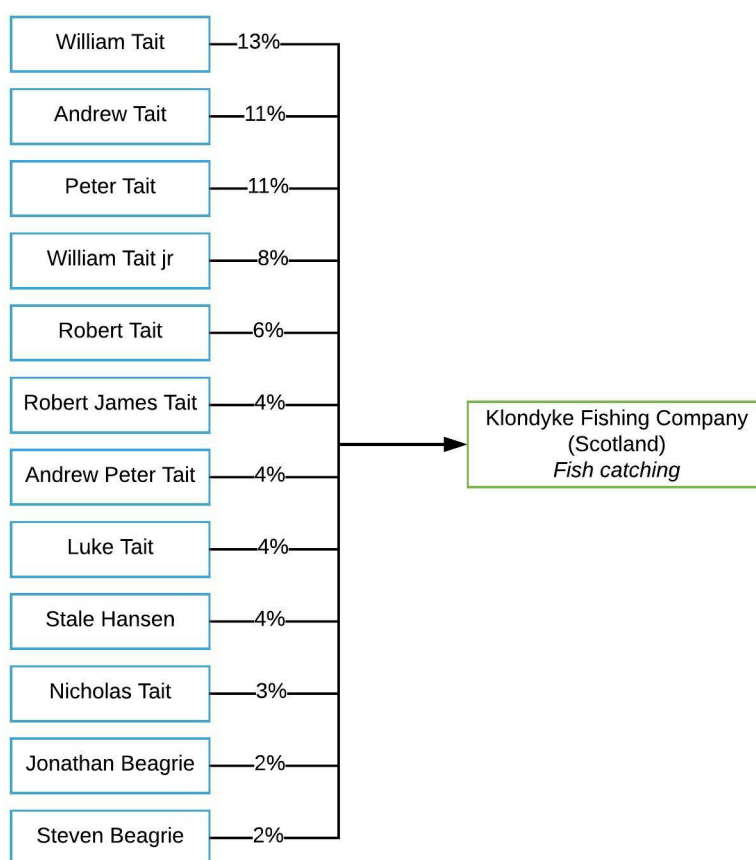 William Tait 13%
Andrew Tait 11%
Peter Tait 11%
William Tait jr 8%
Robert Tait 6%
Robert James Tait 4%
Andrew Peter Tait 4%
Luke Tait 4%
Stale Hansen 4%
Nicholas Tait 3%
Jonathan Beagrie 2%
Steven Beagrie 2%
Klondyke Fishing Company
(Scotland)
Fish catching